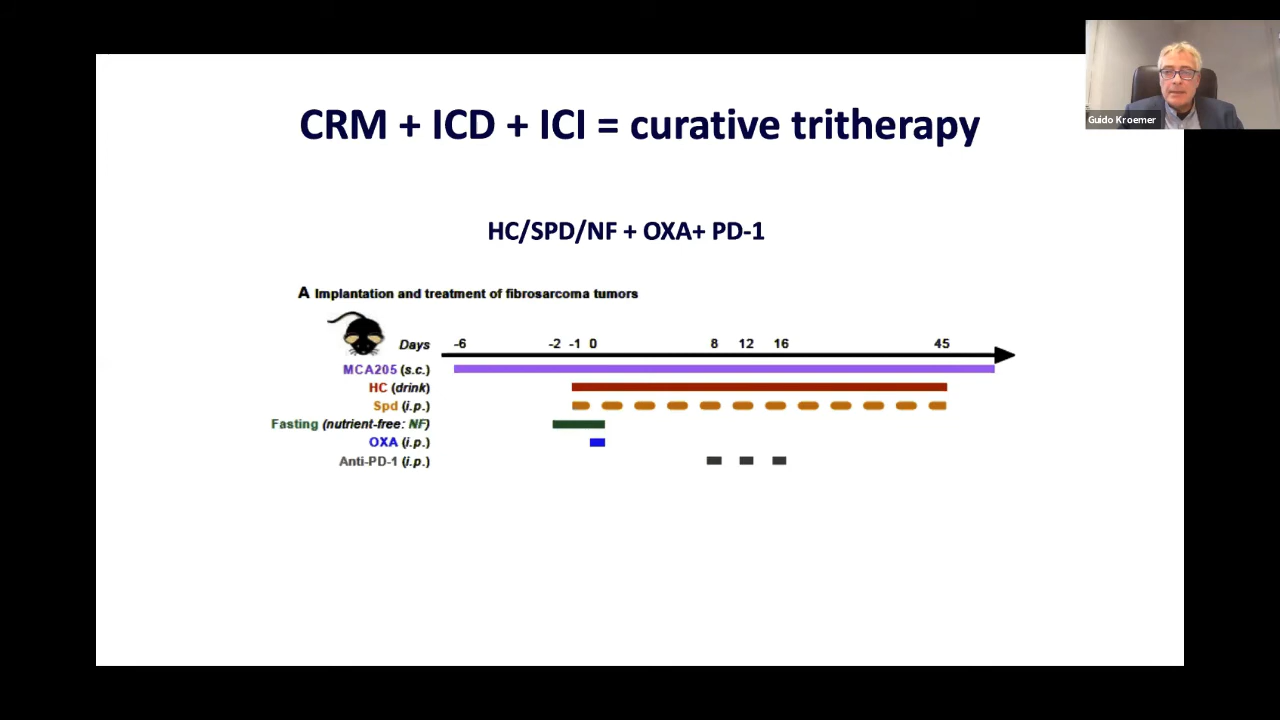 CRM + ICD + ICI = curative tritherapy
Guido Kroemer
HC/SPD/NF + OXA+ PD-1
A Implantation and treatment of fibrosarcoma tumors
Days -6 -2 -1 0 8 12 16 45
MCA205 (s.c.)
HC (drink)
Spd (i.p.)
Fasting (nutrient-free: NF)
OXA (i.p.)
Anti-PD-1 (i.p.)